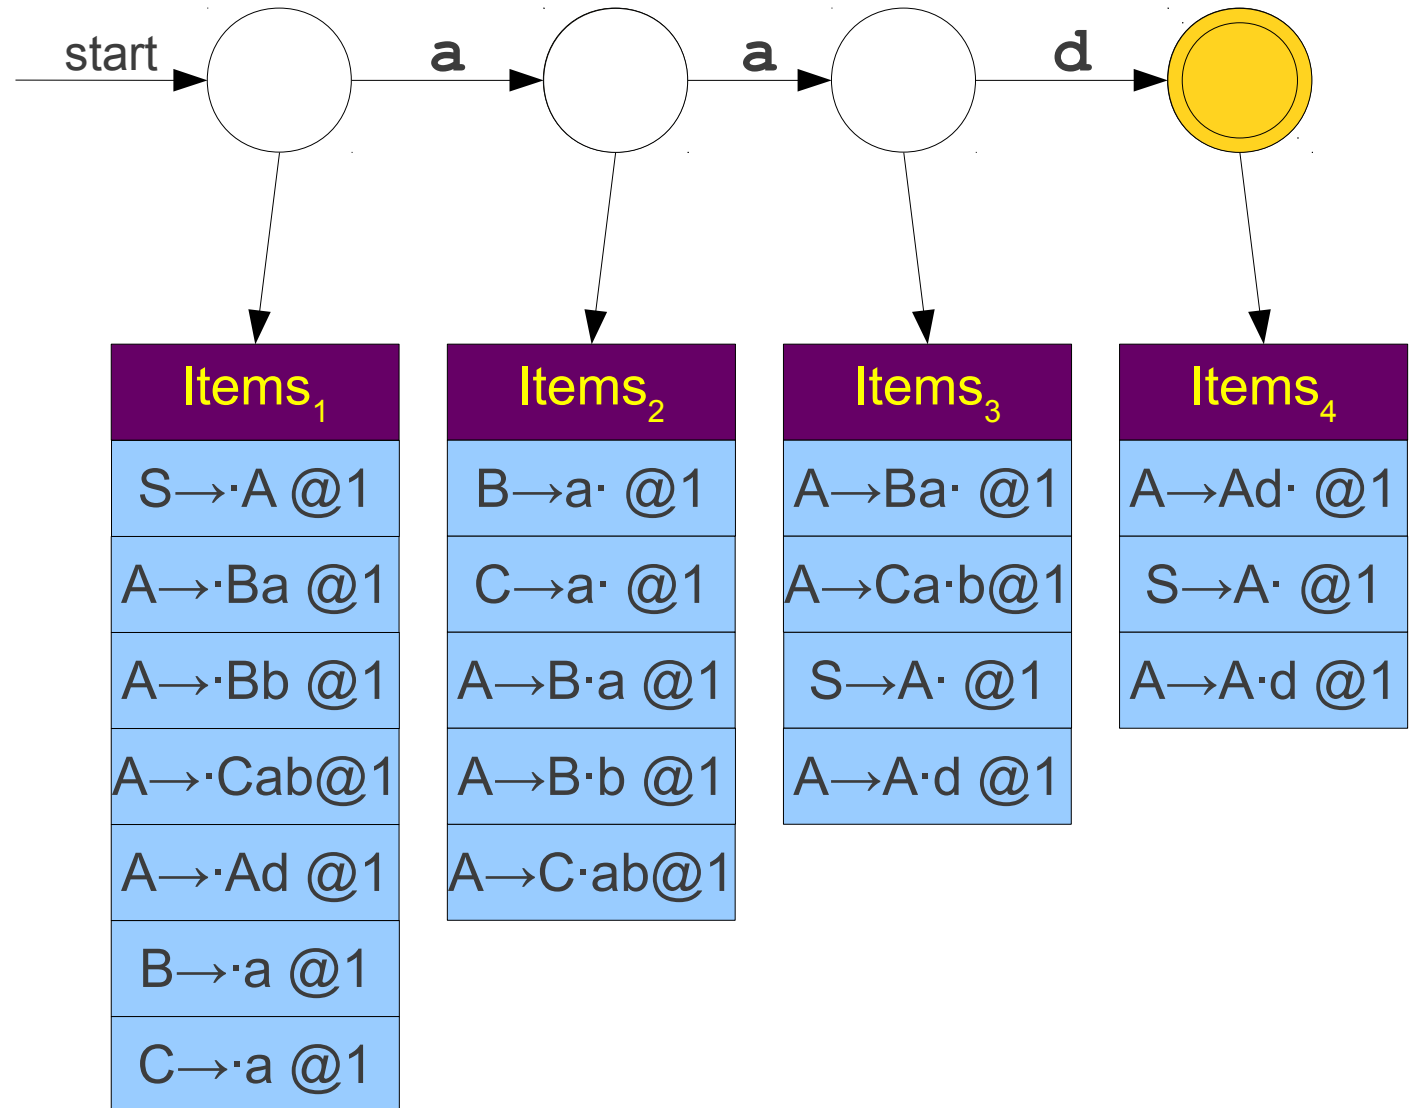 start a a d
Items1 Items2 Items3 Items4
S→·A @1 B→a· @1 A→Ba· @1 A→Ad· @1
A→·Ba @1 C→a· @1 A→Ca·b@1 S→A· @1
A→·Bb @1 A→B·a @1 S→A· @1 A→A·d @1
A→·Cab@1 A→B·b @1 A→A·d @1
A→·Ad @1 A→C·ab@1
B→·a @1
C→·a @1